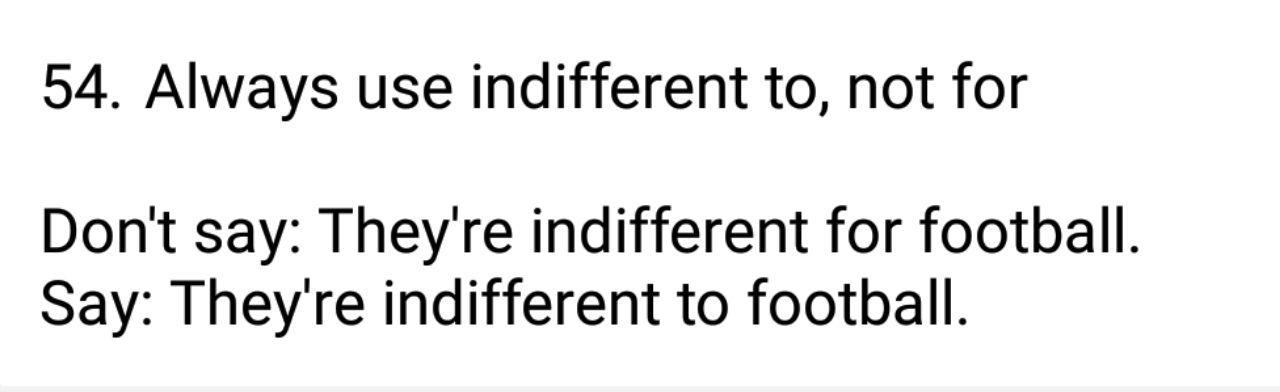 54. Always use indifferent to, not for
Don't say: They're indifferent for football.
Say: They're indifferent to football.